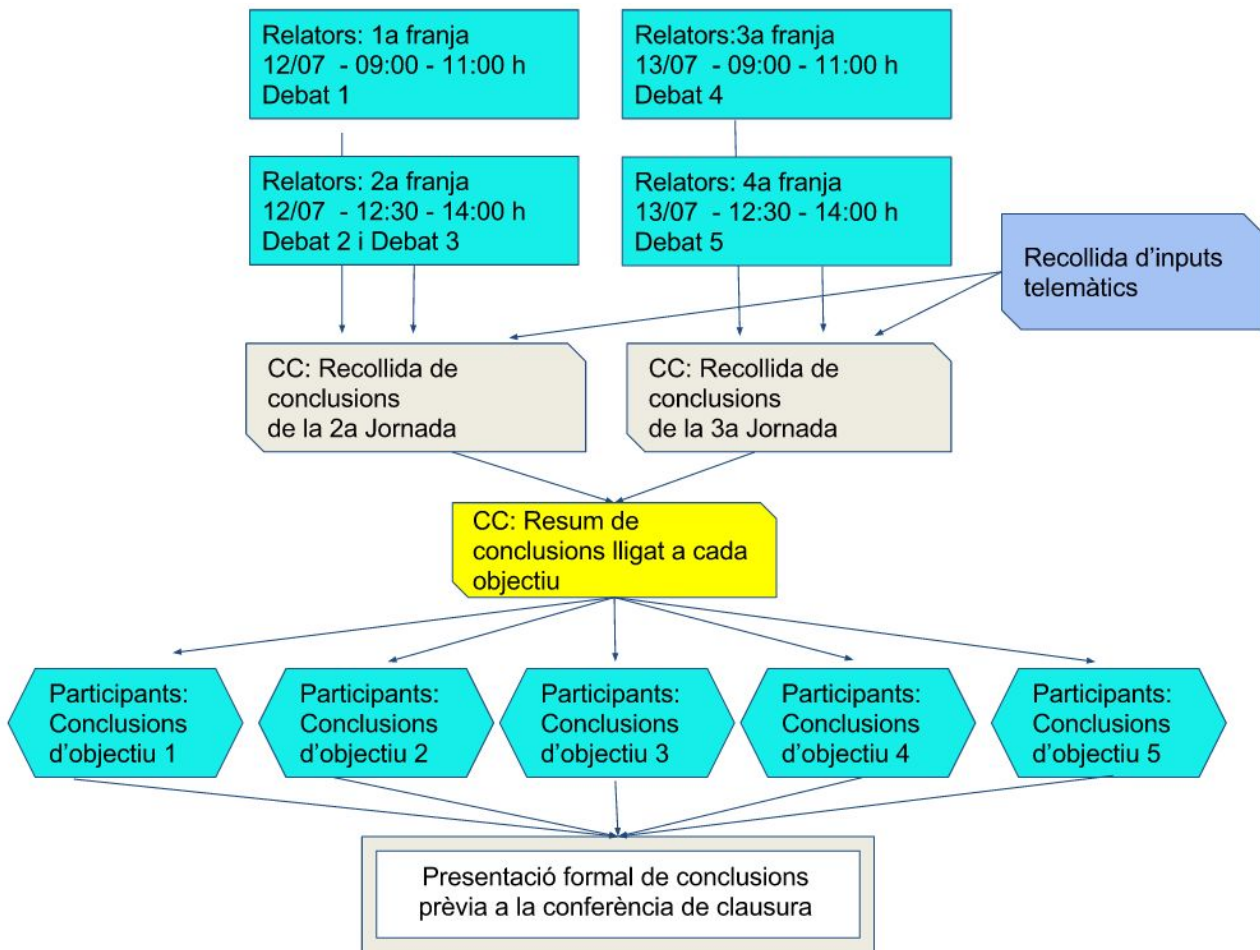 Relators: 1a franja
12/07 - 09:00 - 11:00 h
Debat 1
Relators:3a franja
13/07 - 09:00 - 11:00 h
Debat 4
Relators: 2a franja
12/07 - 12:30 - 14:00 h
Debat 2 i Debat 3
Relators: 4a franja
13/07 - 12:30 - 14:00 h
Debat 5
Recollida d’inputs
telemàtics
CC: Recollida de
conclusions
de la 2a Jornada
CC: Recollida de
conclusions
de la 3a Jornada
CC: Resum de
conclusions lligat a cada
objectiu
Participants:
Conclusions
d’objectiu 1
Participants:
Conclusions
d’objectiu 2
Participants:
Conclusions
d’objectiu 3
Participants:
Conclusions
d’objectiu 4
Participants:
Conclusions
d’objectiu 5
Presentació formal de conclusions
prèvia a la conferència de clausura